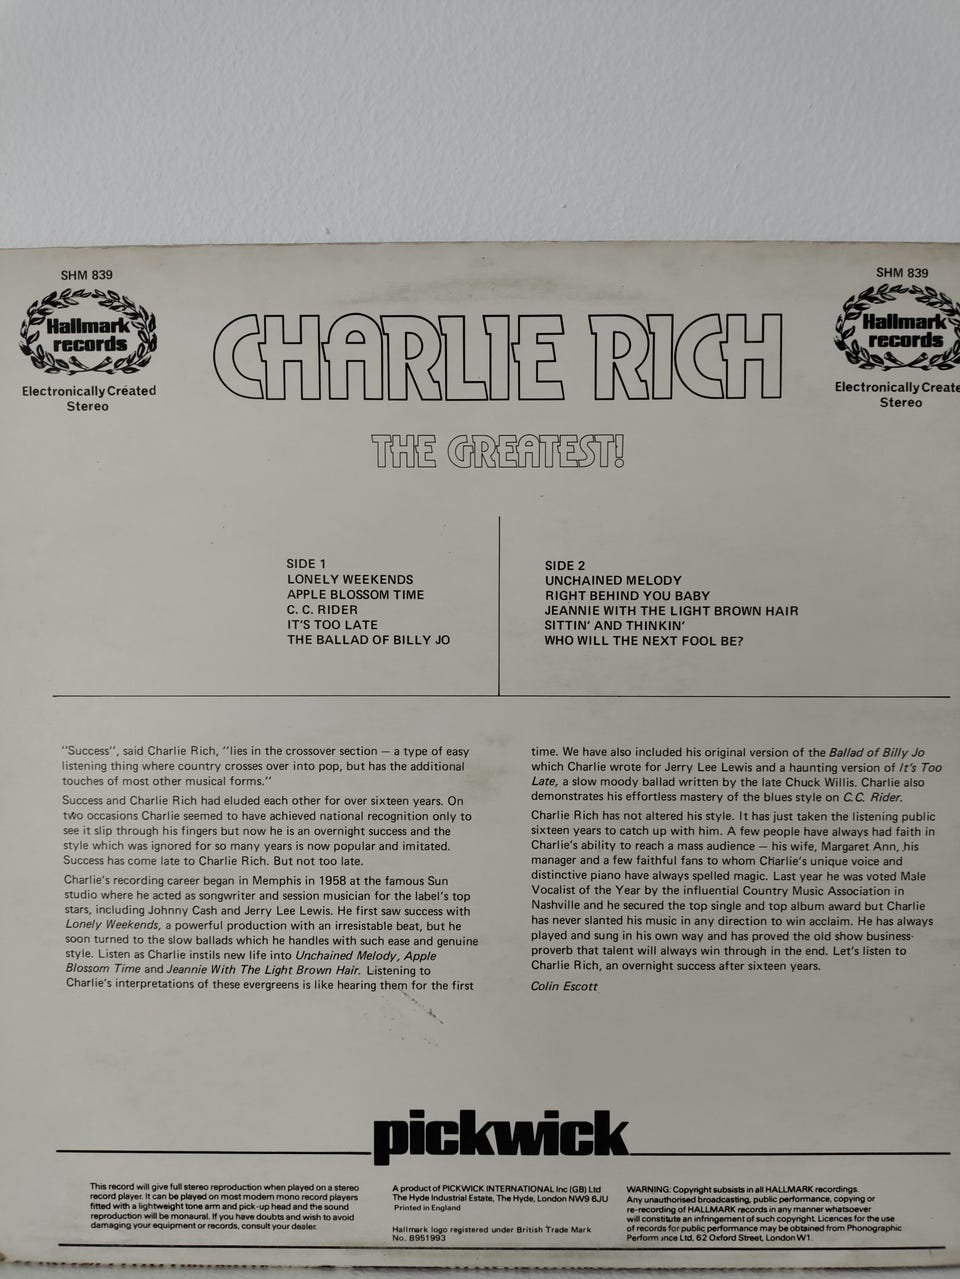 SHM 839
Hallmark
records
Electronically Created
Stereo
CHARLIE RICH
THE GREATEST!
SHM 839
Hallmark
records
Electronically Create
Stereo
SIDE 1
LONELY WEEKENDS
APPLE BLOSSOM TIME
C. C. RIDER
IT'S TOO LATE
THE BALLAD OF BILLY JO
SIDE 2
UNCHAINED MELODY
RIGHT BEHIND YOU BABY
JEANNIE WITH THE LIGHT BROWN HAIR
SITTIN' AND THINKIN'
WHO WILL THE NEXT FOOL BE?
"Success", said Charlie Rich, "lies in the crossover section – a type of easy
listening thing where country crosses over into pop, but has the additional
touches of most other musical forms."
Success and Charlie Rich had eluded each other for over sixteen years. On
two occasions Charlie seemed to have achieved national recognition only to
see it slip through his fingers but now he is an overnight success and the
style which was ignored for so many years is now popular and imitated.
Success has come late to Charlie Rich. But not too late.
Charlie's recording career began in Memphis in 1958 at the famous Sun
studio where he acted as songwriter and session musician for the label's top
stars, including Johnny Cash and Jerry Lee Lewis. He first saw success with
Lonely Weekends, a powerful production with an irresistable beat, but he
soon turned to the slow ballads which he handles with such ease and genuine
style. Listen as Charlie instils new life into Unchained Melody, Apple
Blossom Time and Jeannie With The Light Brown Hair. Listening to
Charlie's interpretations of these evergreens is like hearing them for the first
time. We have also included his original version of the Ballad of Billy Jo
which Charlie wrote for Jerry Lee Lewis and a haunting version of It's Too
Late, a slow moody ballad written by the late Chuck Willis. Charlie also
demonstrates his effortless mastery of the blues style on C.C. Rider.
Charlie Rich has not altered his style. It has just taken the listening public
sixteen years to catch up with him. A few people have always had faith in
Charlie's ability to reach a mass audience – his wife, Margaret Ann, his
manager and a few faithful fans to whom Charlie's unique voice and
distinctive piano have always spelled magic. Last year he was voted Male
Vocalist of the Year by the influential Country Music Association in
Nashville and he secured the top single and top album award but Charlie
has never slanted his music in any direction to win acclaim. He has always
played and sung in his own way and has proved the old show business
proverb that talent will always win through in the end. Let's listen to
Charlie Rich, an overnight success after sixteen years.
Colin Escott
pickwick
This record will give full stereo reproduction when played on a stereo
record player. It can be played on most modern mono record players
fitted with a lightweight tone arm and pick-up head and the sound
reproduction will be monaural. If you have doubts and wish to avoid
damaging your equipment or records, consult your dealer.
A product of PICKWICK INTERNATIONAL Inc (GB) Ltd
The Hyde Industrial Estate, The Hyde, London NW9 6JU
Printed in England
Hallmark logo registered under British Trade Mark
No. B951993
WARNING: Copyright subsists in all HALLMARK recordings.
Any unauthorised broadcasting, public performance, copying or
re-recording of HALLMARK records in any manner whatsoever
will constitute an infringement of such copyright. Licences for the use
of records for public performance may be obtained from Phonographic
Performance Ltd, 62 Oxford Street, London W1.